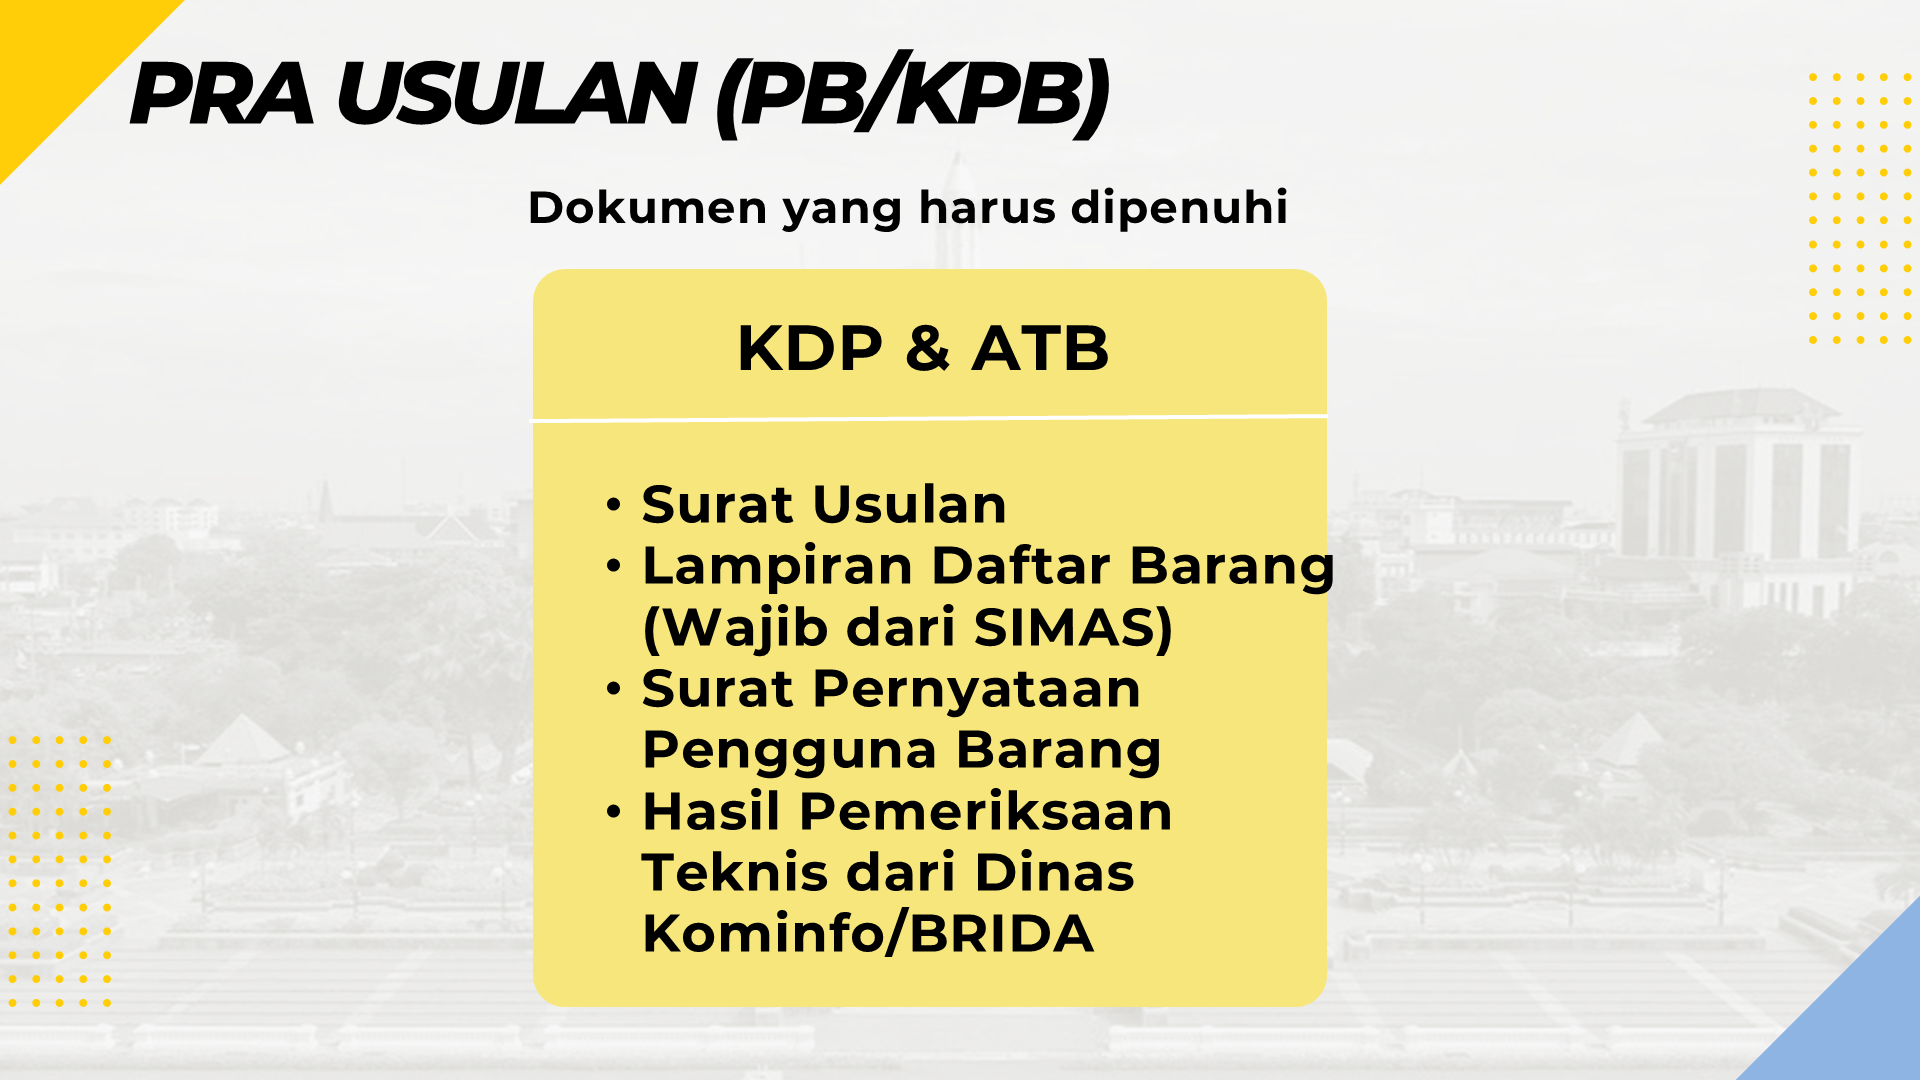 PRA USULAN (PB/KPB)
Dokumen yang harus dipenuhi
KDP & ATB
• Surat Usulan
• Lampiran Daftar Barang
(Wajib dari SIMAS)
• Surat Pernyataan
Pengguna Barang
• Hasil Pemeriksaan
Teknis dari Dinas
Kominfo/BRIDA